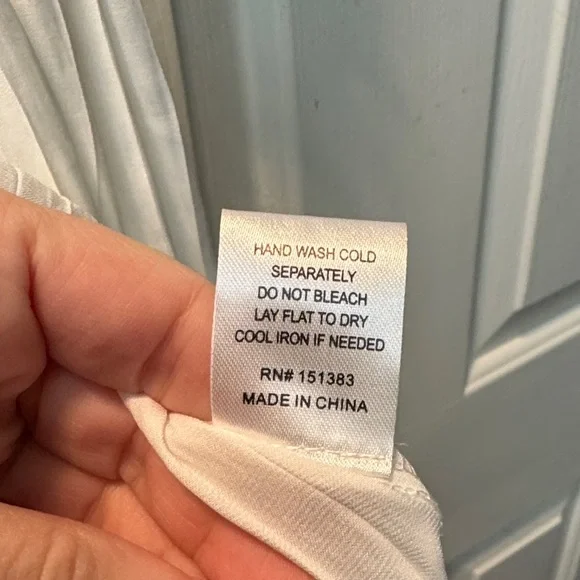 HAND WASH COLD
SEPARATELY
DO NOT BLEACH
LAY FLAT TO DRY
COOL IRON IF NEEDED
RN# 151383
MADE IN CHINA